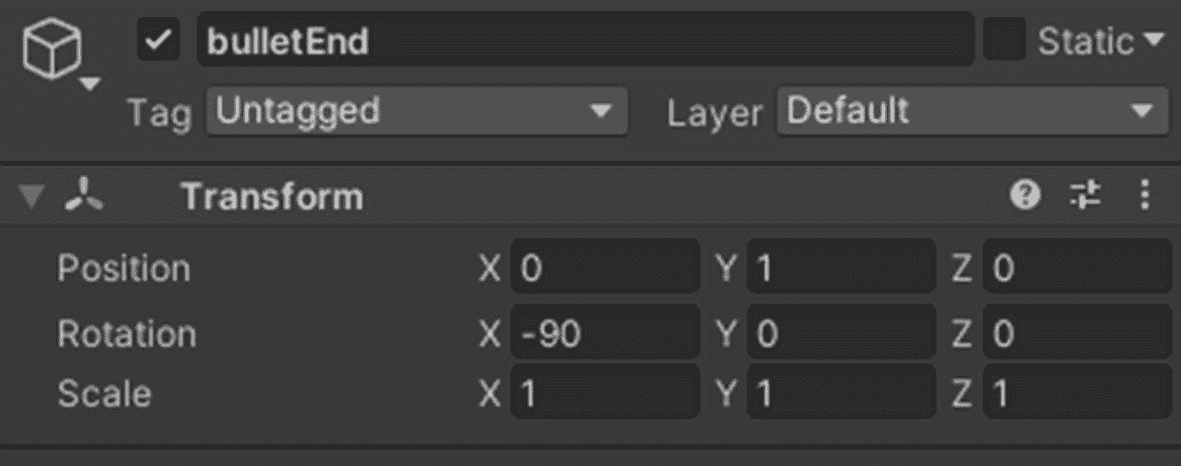 bulletEnd Static
Tag Untagged Layer Default
Transform
Position X 0 Y 1 Z 0
Rotation X -90 Y 0 Z 0
Scale X 1 Y 1 Z 1